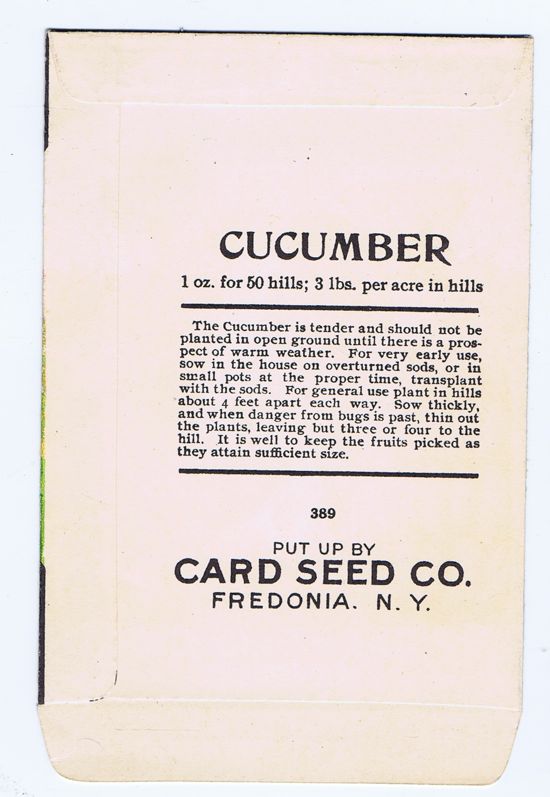 CUCUMBER
1 oz. for 50 hills; 3 lbs. per acre in hills
The Cucumber is tender and should not be
planted in open ground until there is a pros-
pect of warm weather. For very early use,
sow in the house on overturned sods, or in
small pots at the proper time, transplant
with the sods. For general use plant in hills
about 4 feet apart each way. Sow thickly,
and when danger from bugs is past, thin out
the plants, leaving but three or four to the
hill. It is well to keep the fruits picked as
they attain sufficient size.
389
PUT UP BY
CARD SEED CO.
FREDONIA. N. Y.